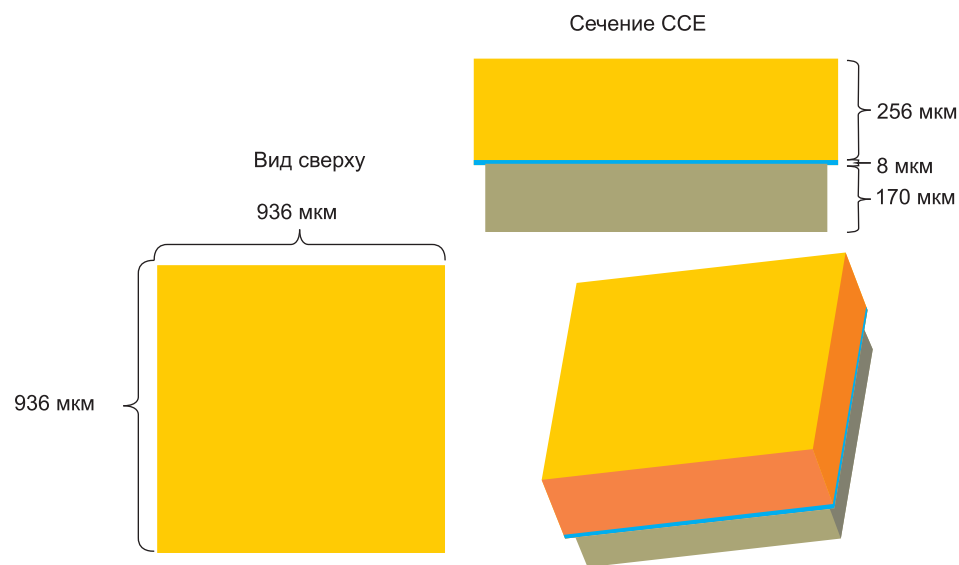 Сечение ССЕ
256 мкм
8 мкм
170 мкм
Вид сверху
936 мкм
936 мкм